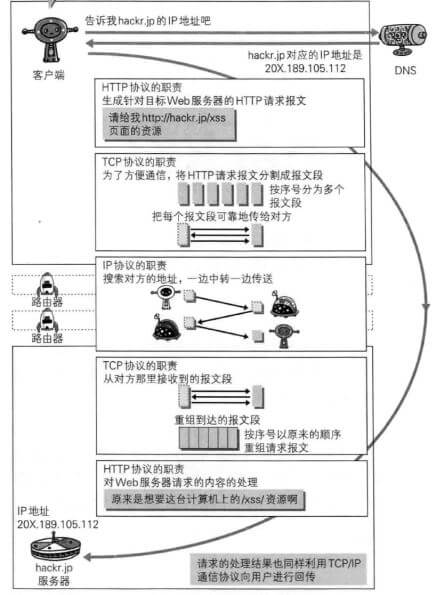 告诉我hackr.jp的IP地址吧
hackr.jp对应的IP地址是
20X.189.105.112
客户端
DNS
HTTP协议的职责
生成针对目标Web服务器的HTTP请求报文
请给我http://hackr.jp/xss
页面的资源
TCP协议的职责
为了方便通信，将HTTP请求报文分割成报文段
按序号分为多个
报文段
把每个报文段可靠地传给对方
IP协议的职责
搜索对方的地址，一边中转一边传送
路由器
路由器
TCP协议的职责
从对方那里接收到的报文段
重组到达的报文段
按序号以原来的顺序
重组请求报文
HTTP协议的职责
对Web服务器请求的内容的处理
原来是想要这台计算机上的/xss/资源啊
IP地址
20X.189.105.112
hackr.jp
服务器
请求的处理结果也同样利用TCP/IP
通信协议向用户进行回传